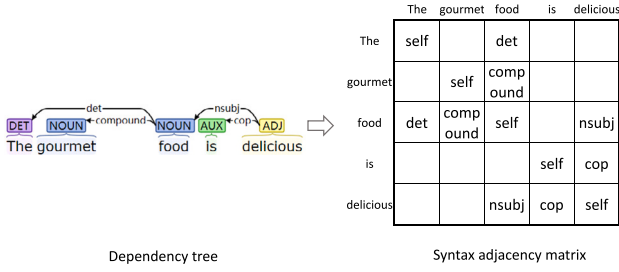 The gourmet food is delicious
The self det
gourmet self comp
ound
food det comp
ound self nsubj
is self cop
delicious nsubj cop self
det nsubj
compound cop
DET NOUN NOUN AUX ADJ
The gourmet food is delicious
Dependency tree
Syntax adjacency matrix